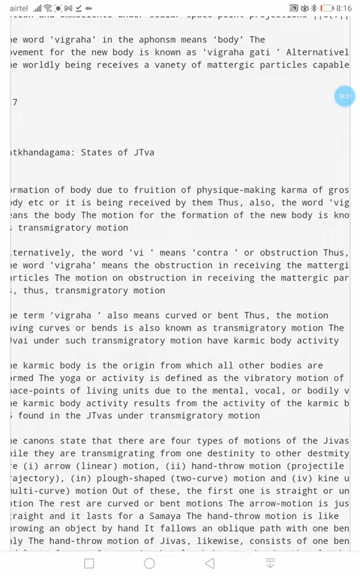 airtel 8:16
he word 'vigraha' in the aphonsm means 'body' The
ovement for the new body is known as 'vigraha gati ' Alternativel
he worldly being receives a vanety of mattergic particles capable
7
atkhandagama: States of JTva
ormation of body due to fruition of physique-making karma of gros
ody etc or it is being received by them Thus, also, the word 'vig
eans the body The motion for the formation of the new body is kno
s transmigratory motion
lternatively, the word 'vi ' means 'contra ' or obstruction Thus,
he word 'vigraha' means the obstruction in receiving the mattergi
articles The motion on obstruction in receiving the mattergic par
s, thus, transmigratory motion
he term 'vigraha ' also means curved or bent Thus, the motion
aving curves or bends is also known as transmigratory motion The
Jvai under such transmigratory motion have karmic body activity
he karmic body is the origin from which all other bodies are
ormed The yoga or activity is defined as the vibratory motion of
pace-points of living units due to the mental, vocal, or bodily v
he karmic body activity results from the activity of the karmic b
s found in the JTvas under transmigratory motion
he canons state that there are four types of motions of the Jivas
hile they are transmigrating from one destinity to other destmity
re (i) arrow (linear) motion, (ii) hand-throw motion (projectile
rajectory), (in) plough-shaped (two-curve) motion and (iv) kine u
multi-curve) motion Out of these, the first one is straight or un
otion The rest are curved or bent motions The arrow-motion is jus
traight and it lasts for a Samaya The hand-throw motion is like
hrowing an object by hand It fallows an oblique path with one ben
nly The hand-throw motion of Jivas, likewise, consists of one ben